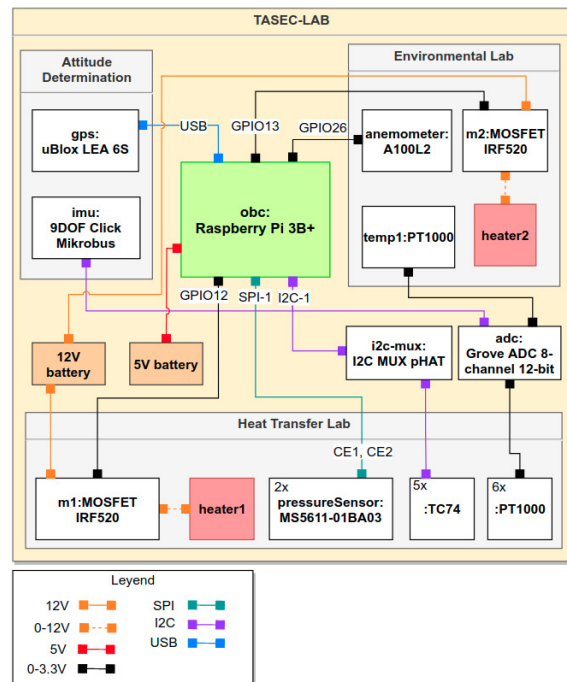 TASEC-LAB
Attitude
Determination
Environmental Lab
gps:
uBlox LEA 6S
USB
GPIO13
GPIO26
anemometer:
A100L2
m2:MOSFET
IRF520
imu:
9DOF Click
Mikrobus
obc:
Raspberry Pi 3B+
temp1:PT1000
heater2
GPIO12
SPI-1
I2C-1
12V
battery
5V battery
i2c-mux:
I2C MUX pHAT
adc:
Grove ADC 8-
channel 12-bit
Heat Transfer Lab
CE1, CE2
m1:MOSFET
IRF520
heater1
2x
pressureSensor:
MS5611-01BA03
5x
:TC74
6x
:PT1000
Leyend
12V
SPI
0-12V
I2C
5V
USB
0-3.3V